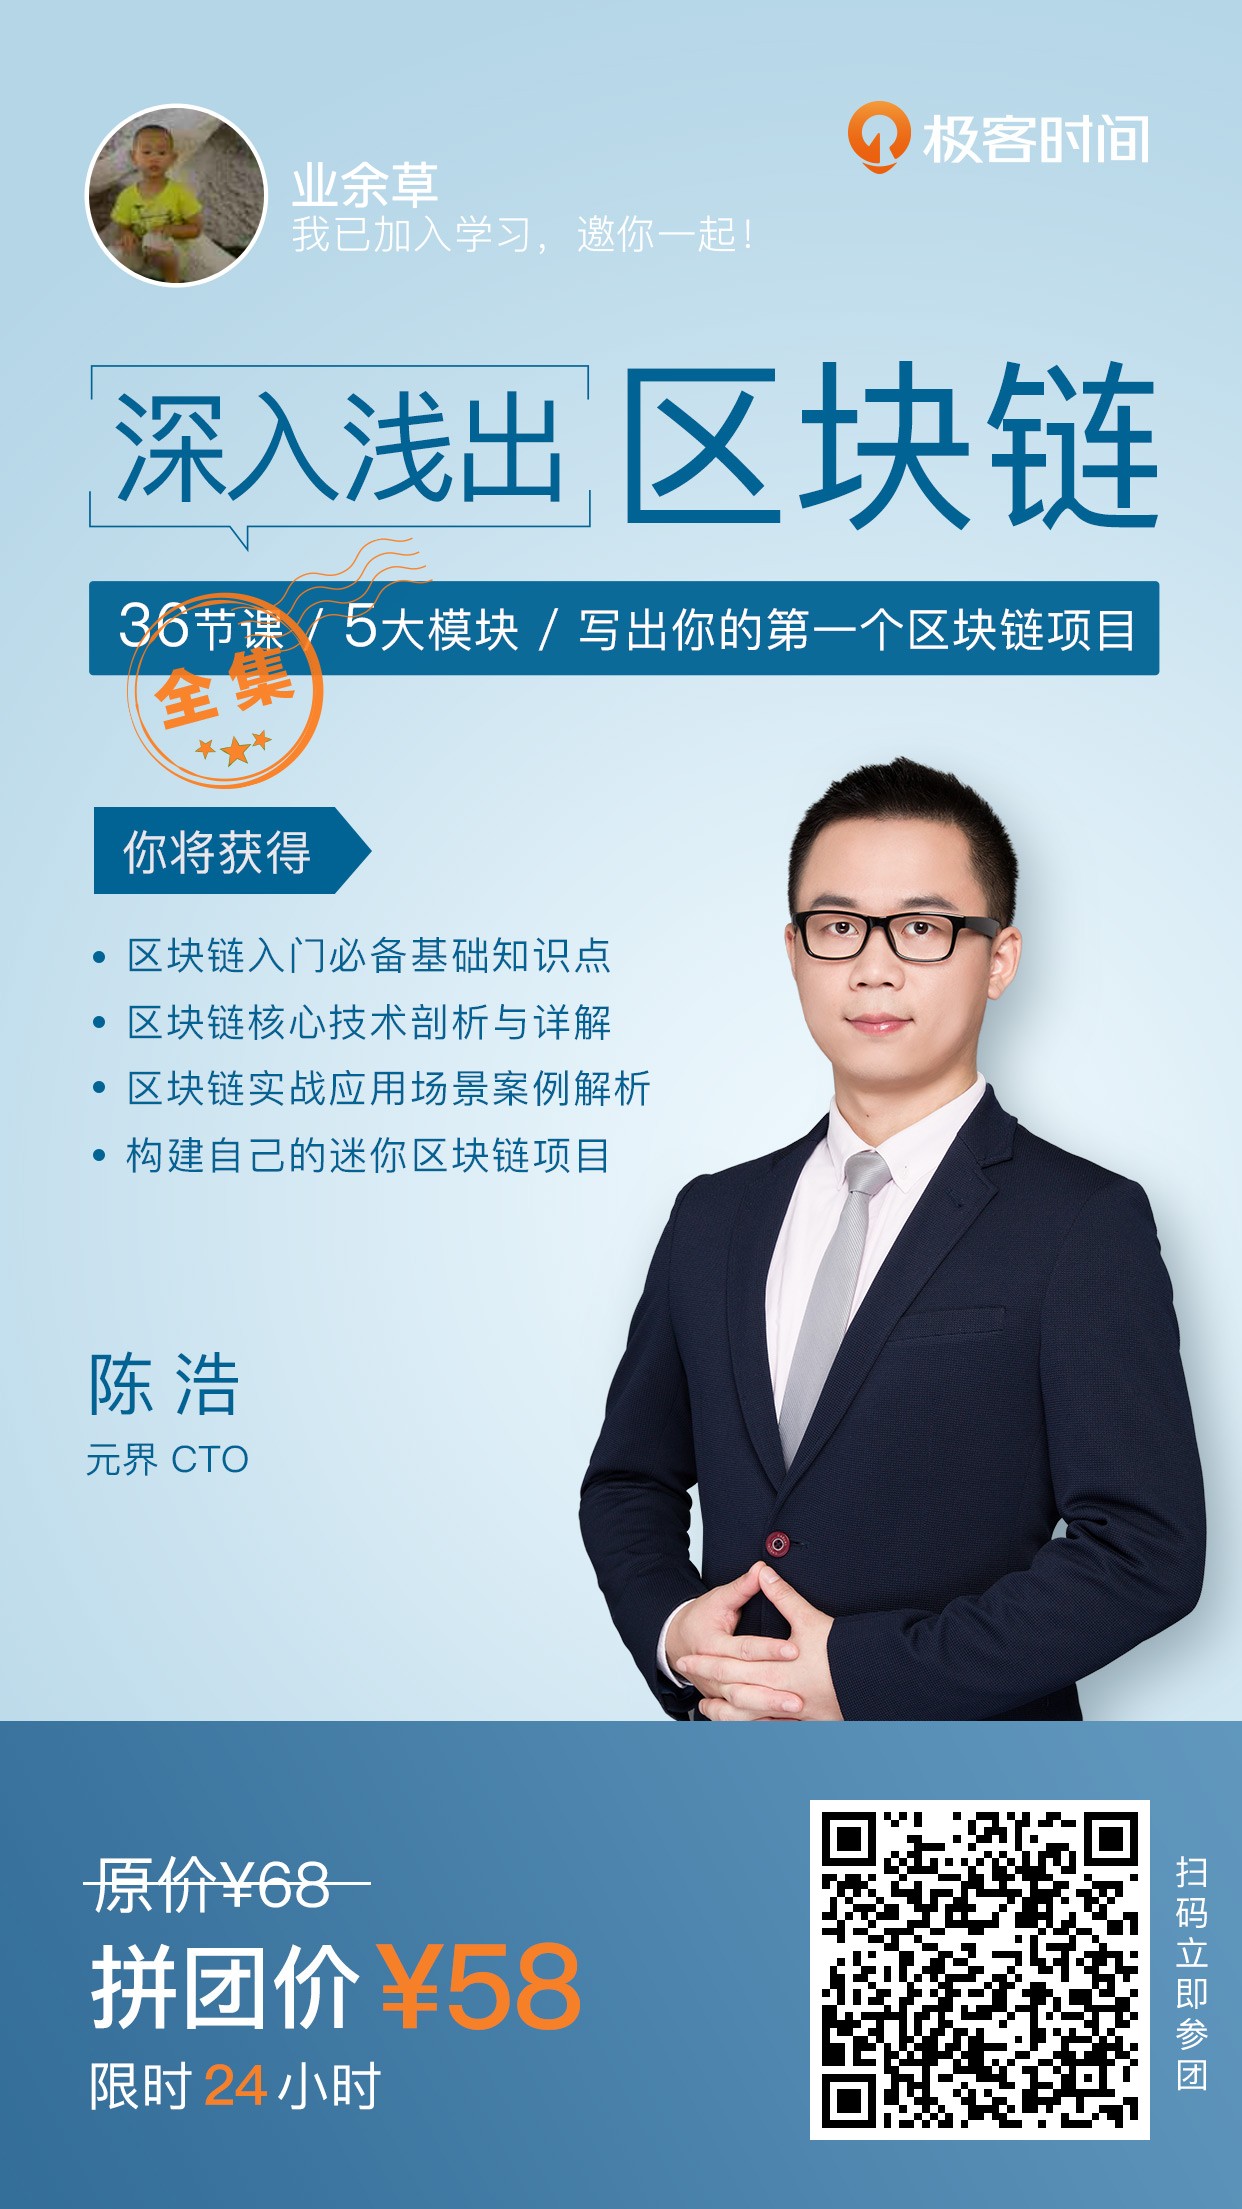 极客时间
业余草
我已加入学习，邀你一起！
深入浅出 区块链
36节课 / 5大模块 / 写出你的第一个区块链项目
全集
你将获得
• 区块链入门必备基础知识点
• 区块链核心技术剖析与详解
• 区块链实战应用场景案例解析
• 构建自己的迷你区块链项目
陈浩
元界 CTO
原价¥68
拼团价 ¥58
限时 24 小时
扫码立即参团